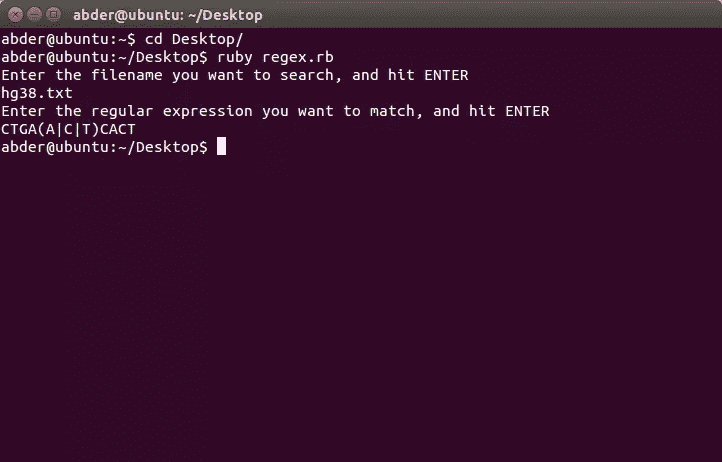 abder@ubuntu: ~/Desktop
abder@ubuntu:~$ cd Desktop/
abder@ubuntu:~/Desktop$ ruby regex.rb
Enter the filename you want to search, and hit ENTER
hg38.txt
Enter the regular expression you want to match, and hit ENTER
CTGA(A|C|T)CACT
abder@ubuntu:~/Desktop$